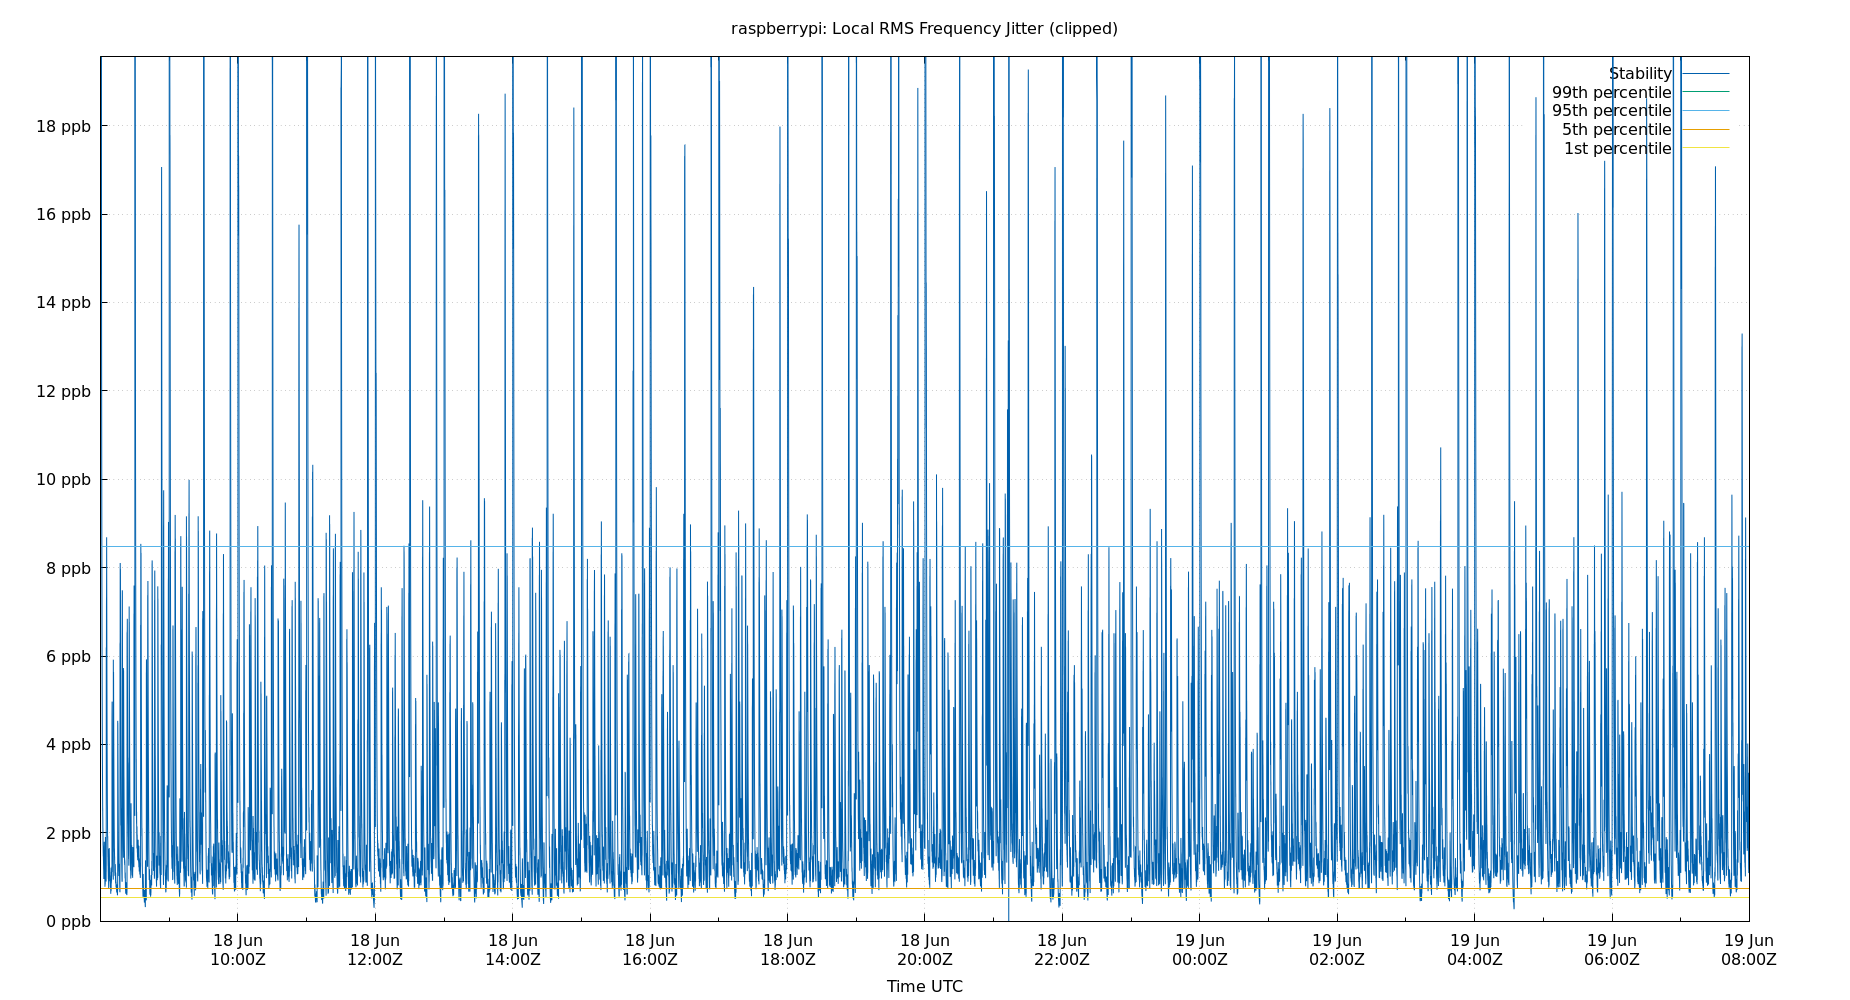 raspberrypi: Local RMS Frequency Jitter (clipped)
Stability
99th percentile
95th percentile
5th percentile
1st percentile
18 ppb
16 ppb
14 ppb
12 ppb
10 ppb
8 ppb
6 ppb
4 ppb
2 ppb
0 ppb
18 Jun 18 Jun 18 Jun 18 Jun 18 Jun 18 Jun 18 Jun 19 Jun 19 Jun 19 Jun 19 Jun 19 Jun
10:00Z 12:00Z 14:00Z 16:00Z 18:00Z 20:00Z 22:00Z 00:00Z 02:00Z 04:00Z 06:00Z 08:00Z
Time UTC